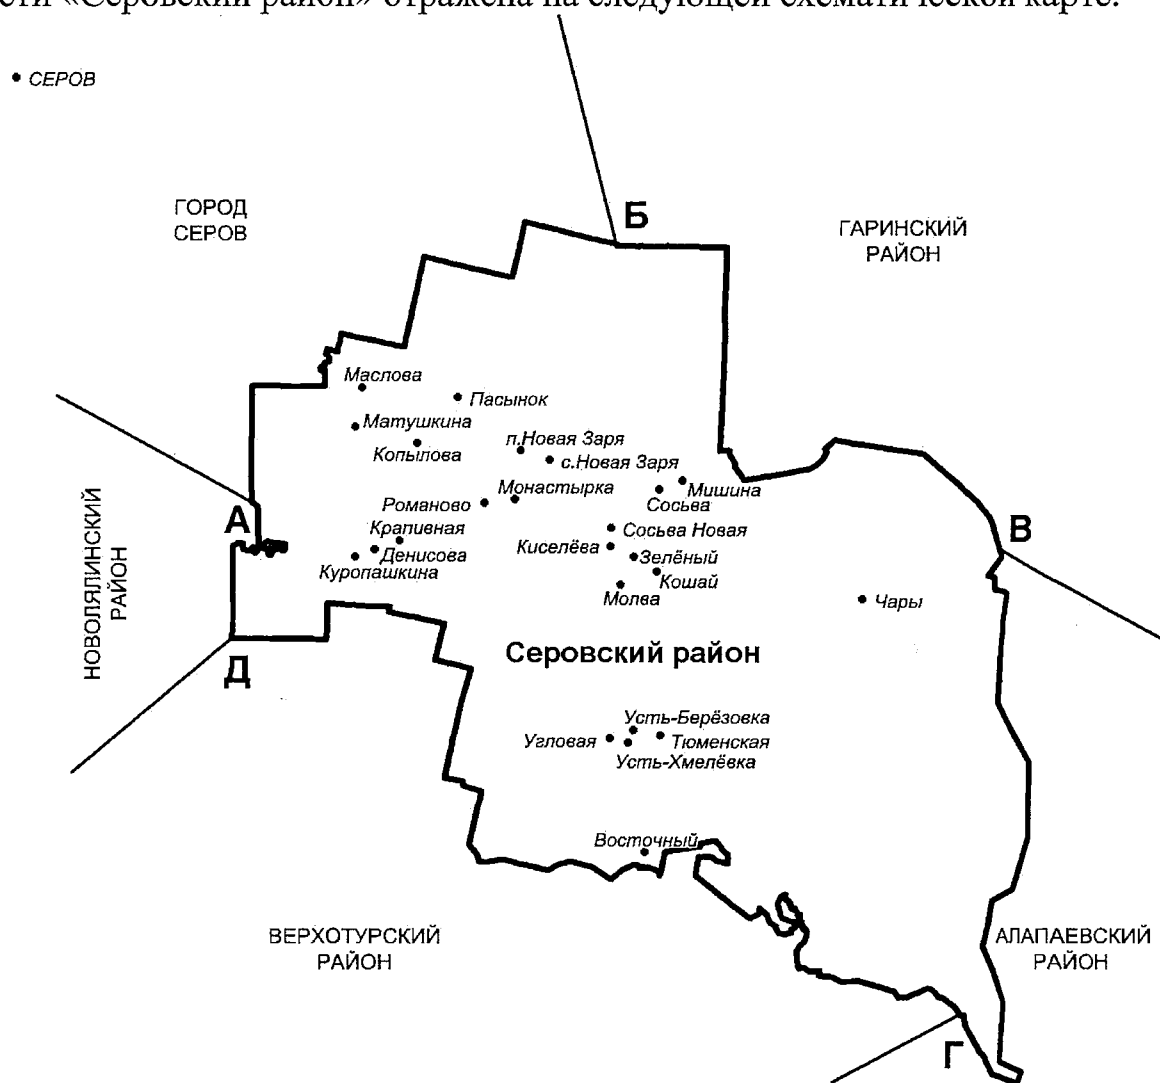 сти «Серовский район» отражена на следующей схематической карте:
СЕРОВ
ГОРОД
СЕРОВ
Б
ГАРИНСКИЙ
РАЙОН
Маслова
Пасынок
Матушкина
Копылова
п.Новая Заря
с.Новая Заря
Мишина
Сосьва
Монастырка
Романово
А
НОВОЛЯЛИНСКИЙ
РАЙОН
Крапивная
Денисова
Куропашкина
Сосьва Новая
Киселёва
Зелёный
Кошай
Молва
В
Чары
Серовский район
Д
Усть-Берёзовка
Угловая
Тюменская
Усть-Хмелёвка
Восточный
ВЕРХОТУРСКИЙ
РАЙОН
АЛАПАЕВСКИЙ
РАЙОН
Г